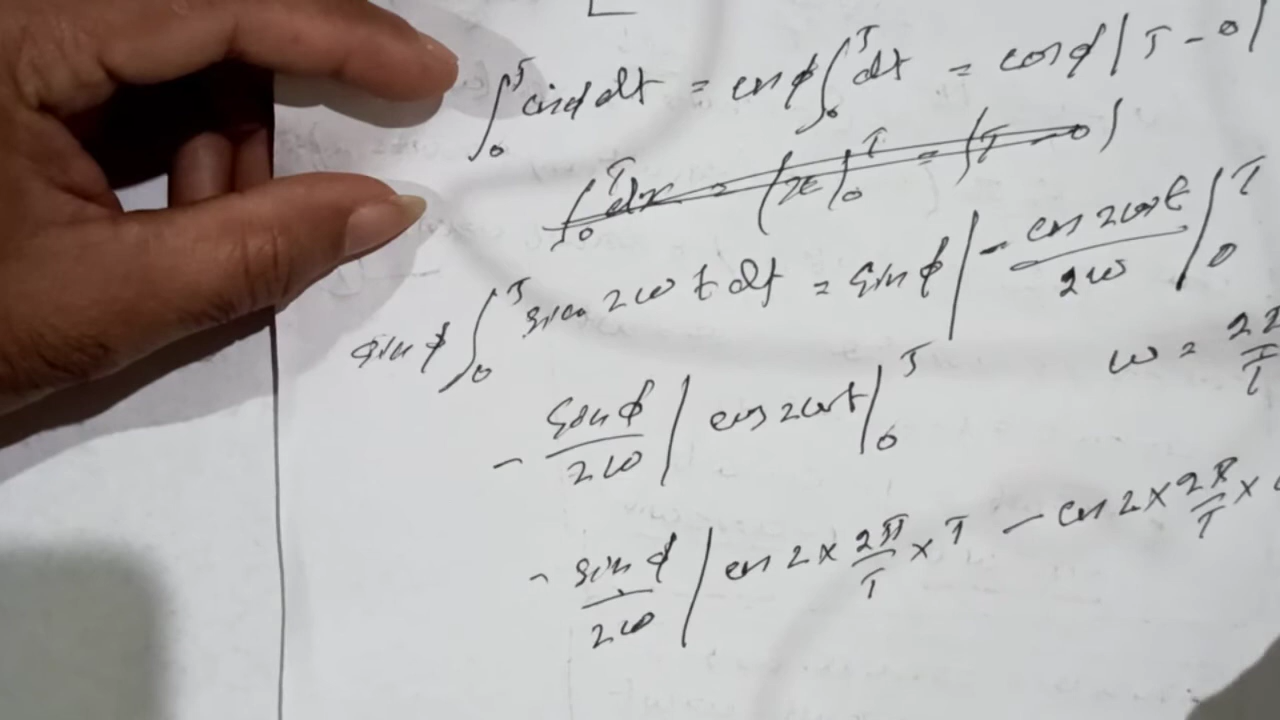 ∫₀ᵀ cosφ dt = cosφ ∫₀ᵀ dt = cosφ | T - 0 |
∫₀ᵀ dx = (x|₀ᵀ = (T - 0)
sinφ ∫₀ᵀ sin 2ωt dt = sinφ | - cos 2ωt / 2ω |₀ᵀ
ω = 2π / T
- sinφ / 2ω | cos 2ωt |₀ᵀ
- sinφ / 2ω | cos 2 × 2π / T × T - cos 2 × 2π / T ×